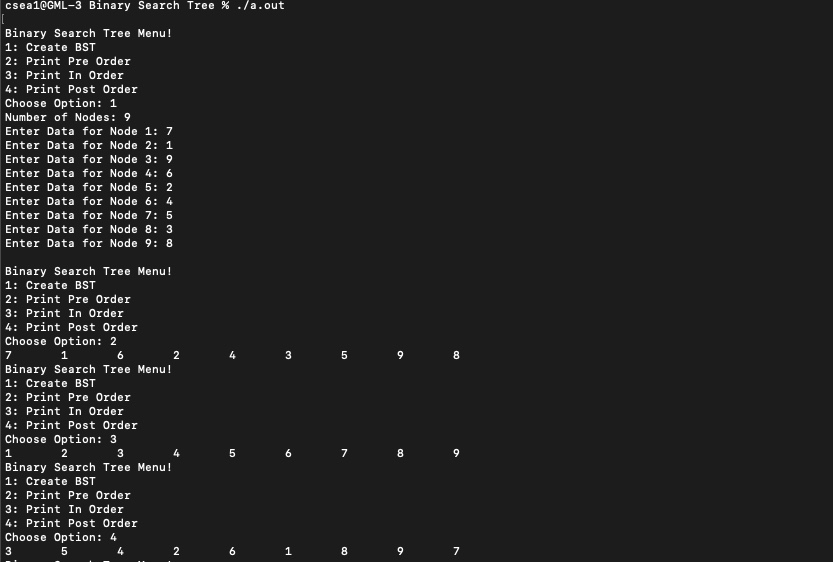 csea1@GML-3 Binary Search Tree % ./a.out
[
Binary Search Tree Menu!
1: Create BST
2: Print Pre Order
3: Print In Order
4: Print Post Order
Choose Option: 1
Number of Nodes: 9
Enter Data for Node 1: 7
Enter Data for Node 2: 1
Enter Data for Node 3: 9
Enter Data for Node 4: 6
Enter Data for Node 5: 2
Enter Data for Node 6: 4
Enter Data for Node 7: 5
Enter Data for Node 8: 3
Enter Data for Node 9: 8
Binary Search Tree Menu!
1: Create BST
2: Print Pre Order
3: Print In Order
4: Print Post Order
Choose Option: 2
7 1 6 2 4 3 5 9 8
Binary Search Tree Menu!
1: Create BST
2: Print Pre Order
3: Print In Order
4: Print Post Order
Choose Option: 3
1 2 3 4 5 6 7 8 9
Binary Search Tree Menu!
1: Create BST
2: Print Pre Order
3: Print In Order
4: Print Post Order
Choose Option: 4
3 5 4 2 6 1 8 9 7